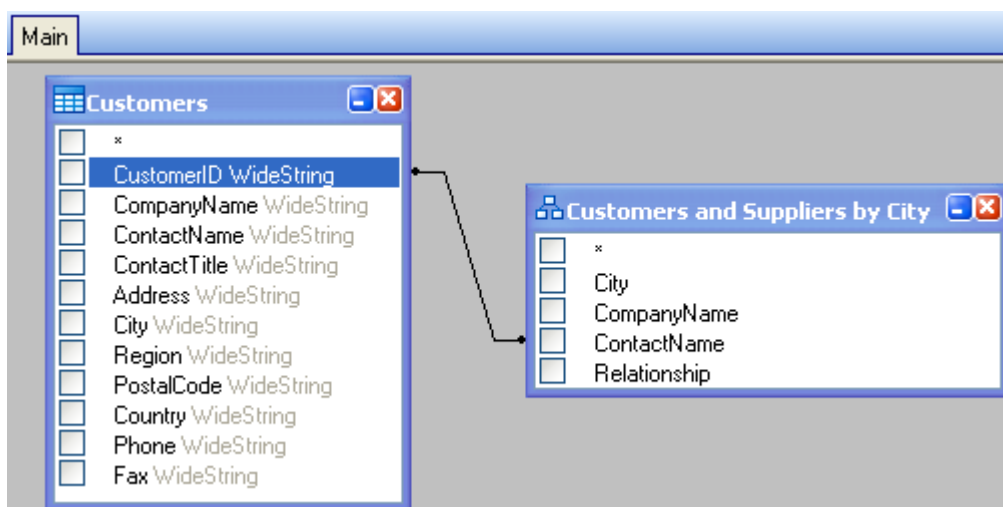 Main
Customers
*
CustomerID WideString
CompanyName WideString
ContactName WideString
ContactTitle WideString
Address WideString
City WideString
Region WideString
PostalCode WideString
Country WideString
Phone WideString
Fax WideString
Customers and Suppliers by City
*
City
CompanyName
ContactName
Relationship